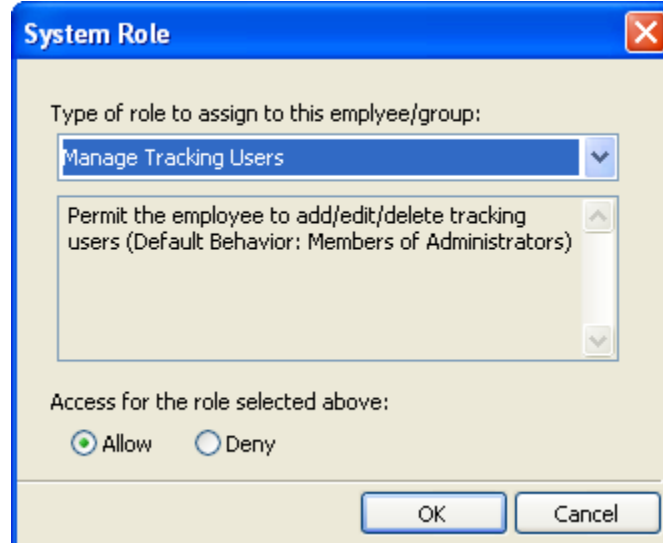 System Role
Type of role to assign to this emplyee/group:
Manage Tracking Users
Permit the employee to add/edit/delete tracking
users (Default Behavior: Members of Administrators)
Access for the role selected above:
Allow Deny
OK Cancel